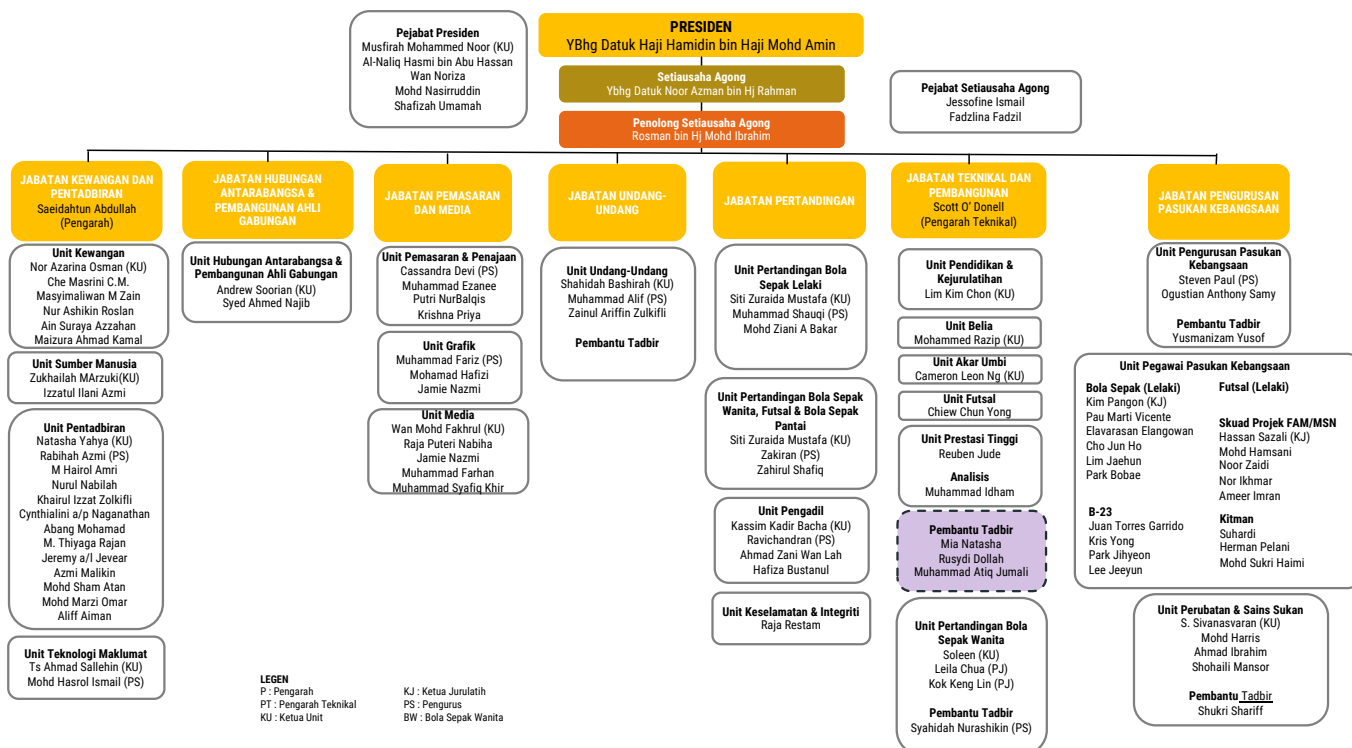 Pejabat Presiden
Musfirah Mohammed Noor (KU)
Al-Naliq Hasmi bin Abu Hassan
Wan Noriza
Mohd Nasirruddin
Shafizah Umamah
PRESIDEN
YBhg Datuk Haji Hamidin bin Haji Mohd Amin
Setiausaha Agong
Ybhg Datuk Noor Azman bin Hj Rahman
Penolong Setiausaha Agong
Rosman bin Hj Mohd Ibrahim
Pejabat Setiausaha Agong
Jessofine Ismail
Fadzlina Fadzil
JABATAN KEWANGAN DAN
PENTADBIRAN
Saeidahtun Abdullah
(Pengarah)
Unit Kewangan
Nor Azarina Osman (KU)
Che Masrini C.M.
Masyimaliwan M Zain
Nur Ashikin Roslan
Ain Suraya Azzahan
Maizura Ahmad Kamal
Unit Sumber Manusia
Zukhailah MArzuki(KU)
Izzatul Ilani Azmi
Unit Pentadbiran
Natasha Yahya (KU)
Rabihah Azmi (PS)
M Hairol Amri
Nurul Nabilah
Khairul Izzat Zolkifli
Cynthialini a/p Naganathan
Abang Mohamad
M. Thiyaga Rajan
Jeremy a/l Jevear
Azmi Malikin
Mohd Sham Atan
Mohd Marzi Omar
Aliff Aiman
Unit Teknologi Maklumat
Ts Ahmad Sallehin (KU)
Mohd Hasrol Ismail (PS)
JABATAN HUBUNGAN
ANTARABANGSA &
PEMBANGUNAN AHLI
GABUNGAN
Unit Hubungan Antarabangsa &
Pembangunan Ahli Gabungan
Andrew Soorian (KU)
Syed Ahmed Najib
JABATAN PEMASARAN
DAN MEDIA
Unit Pemasaran & Penajaan
Cassandra Devi (PS)
Muhammad Ezanee
Putri NurBalqis
Krishna Priya
Unit Grafik
Muhammad Fariz (PS)
Mohamad Hafizi
Jamie Nazmi
Unit Media
Wan Mohd Fakhrul (KU)
Raja Puteri Nabiha
Jamie Nazmi
Muhammad Farhan
Muhammad Syafiq Khir
JABATAN UNDANG-
UNDANG
Unit Undang-Undang
Shahidah Bashirah (KU)
Muhammad Alif (PS)
Zainul Ariffin Zulkifli
Pembantu Tadbir
JABATAN PERTANDINGAN
Unit Pertandingan Bola
Sepak Lelaki
Siti Zuraida Mustafa (KU)
Muhammad Shauqi (PS)
Mohd Ziani A Bakar
Unit Pertandingan Bola Sepak
Wanita, Futsal & Bola Sepak
Pantai
Siti Zuraida Mustafa (KU)
Zakiran (PS)
Zahirul Shafiq
Unit Pengadil
Kassim Kadir Bacha (KU)
Ravichandran (PS)
Ahmad Zani Wan Lah
Hafiza Bustanul
Unit Keselamatan & Integriti
Raja Restam
JABATAN TEKNIKAL DAN
PEMBANGUNAN
Scott O' Donell
(Pengarah Teknikal)
Unit Pendidikan &
Kejurulatih
Lim Kim Chon (KU)
Unit Belia
Mohammed Razip (KU)
Unit Akar Umbi
Cameron Leon Ng (KU)
Unit Futsal
Chiew Chun Yong
Unit Prestasi Tinggi
Reuben Jude
Analisis
Muhammad Idham
Pembantu Tadbir
Mia Natasha
Rusydi Dollah
Muhammad Atiq Jumali
Unit Pertandingan Bola
Sepak Wanita
Soleen (KU)
Leila Chua (PJ)
Kok Keng Lin (PJ)
Pembantu Tadbir
Syahidah Nurashikin (PS)
JABATAN PENGURUSAN
PASUKAN KEBANGSAAN
Unit Pengurusan Pasukan
Kebangsaan
Steven Paul (PS)
Ogustian Anthony Samy
Pembantu Tadbir
Yusmanizam Yusof
Unit Pegawai Pasukan Kebangsaan
Bola Sepak (Lelaki)
Kim Pangon (KJ)
Pau Marti Vicente
Elavarasan Elangowan
Cho Jun Ho
Lim Jaehun
Park Bobae
B-23
Juan Torres Garrido
Kris Yong
Park Jihyeon
Lee Jeeyun
Futsal (Lelaki)
Skuad Projek FAM/MSN
Hassan Sazali (KJ)
Mohd Hamsani
Noor Zaidi
Nor Ikhmar
Ameer Imran
Kitman
Suhardi
Herman Pelani
Mohd Sukri Haimi
Unit Perubatan & Sains Sukan
S. Sivanasvaran (KU)
Mohd Harris
Ahmad Ibrahim
Shohaili Mansor
Pembantu Tadbir
Shukri Shariff
LEGEN
P : Pengarah
PT : Pengarah Teknikal
KU : Ketua Unit
KJ : Ketua Jurulatih
PS : Pengurus
BW : Bola Sepak Wanita